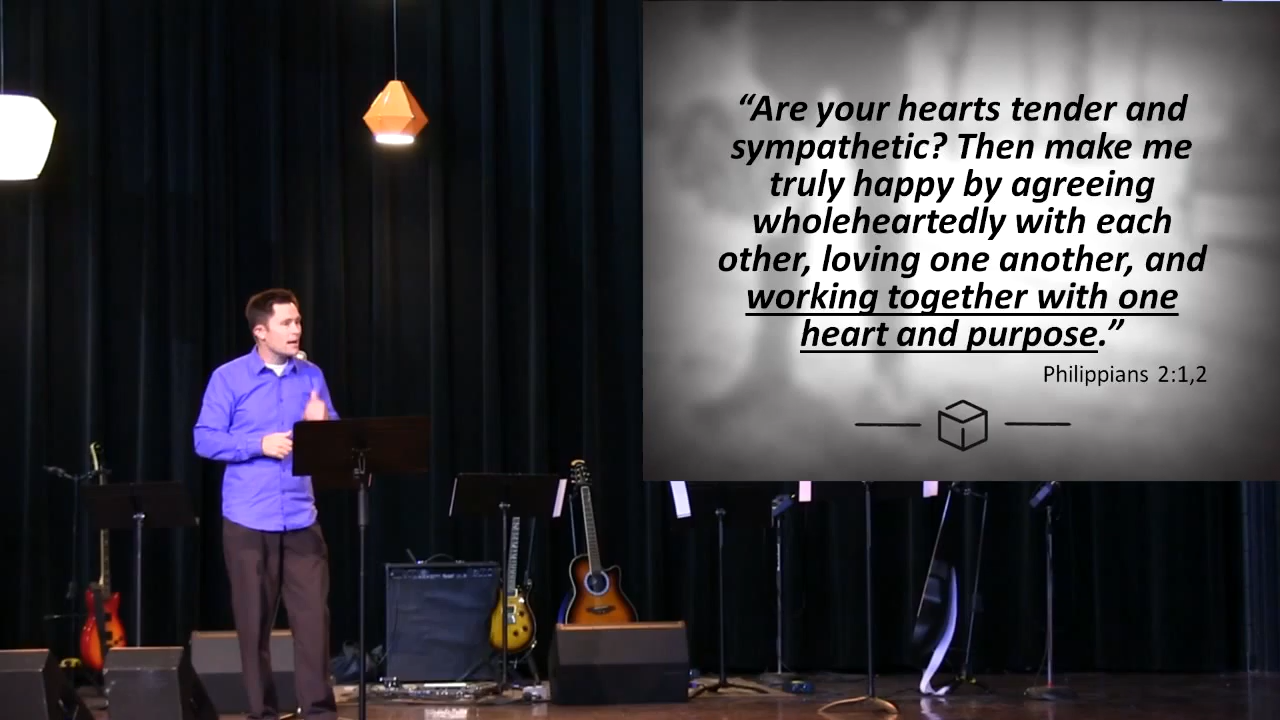 “Are your hearts tender and
sympathetic? Then make me
truly happy by agreeing
wholeheartedly with each
other, loving one another, and
working together with one
heart and purpose.”
Philippians 2:1,2